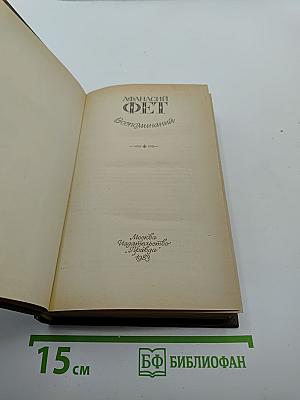 АФАНАСИЙ
ФЕТ
Воспоминания
Москва
Издательство
„Правда“
1983
15 см
БФ БИБЛИОФАН